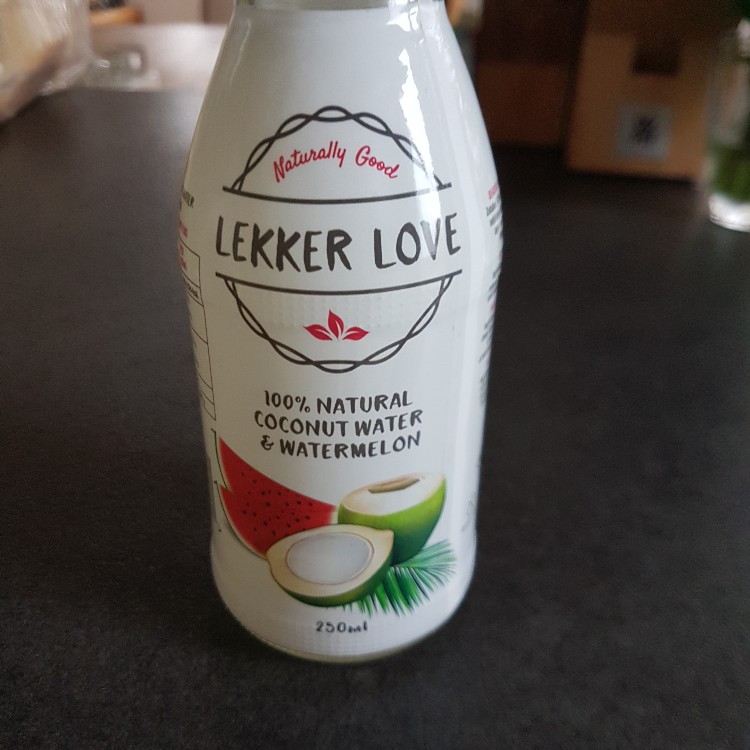 Naturally Good
LEKKER LOVE
100% NATURAL
COCONUT WATER
& WATERMELON
250ml